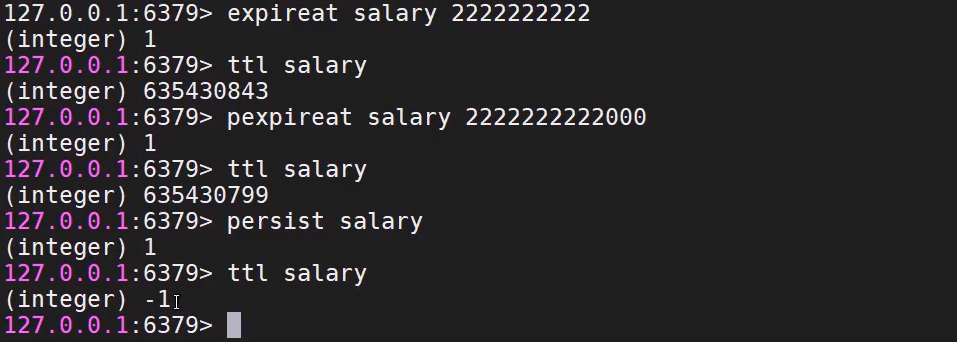 127.0.0.1:6379> expireat salary 2222222222
(integer) 1
127.0.0.1:6379> ttl salary
(integer) 635430843
127.0.0.1:6379> pexpireat salary 2222222222000
(integer) 1
127.0.0.1:6379> ttl salary
(integer) 635430799
127.0.0.1:6379> persist salary
(integer) 1
127.0.0.1:6379> ttl salary
(integer) -1
127.0.0.1:6379>